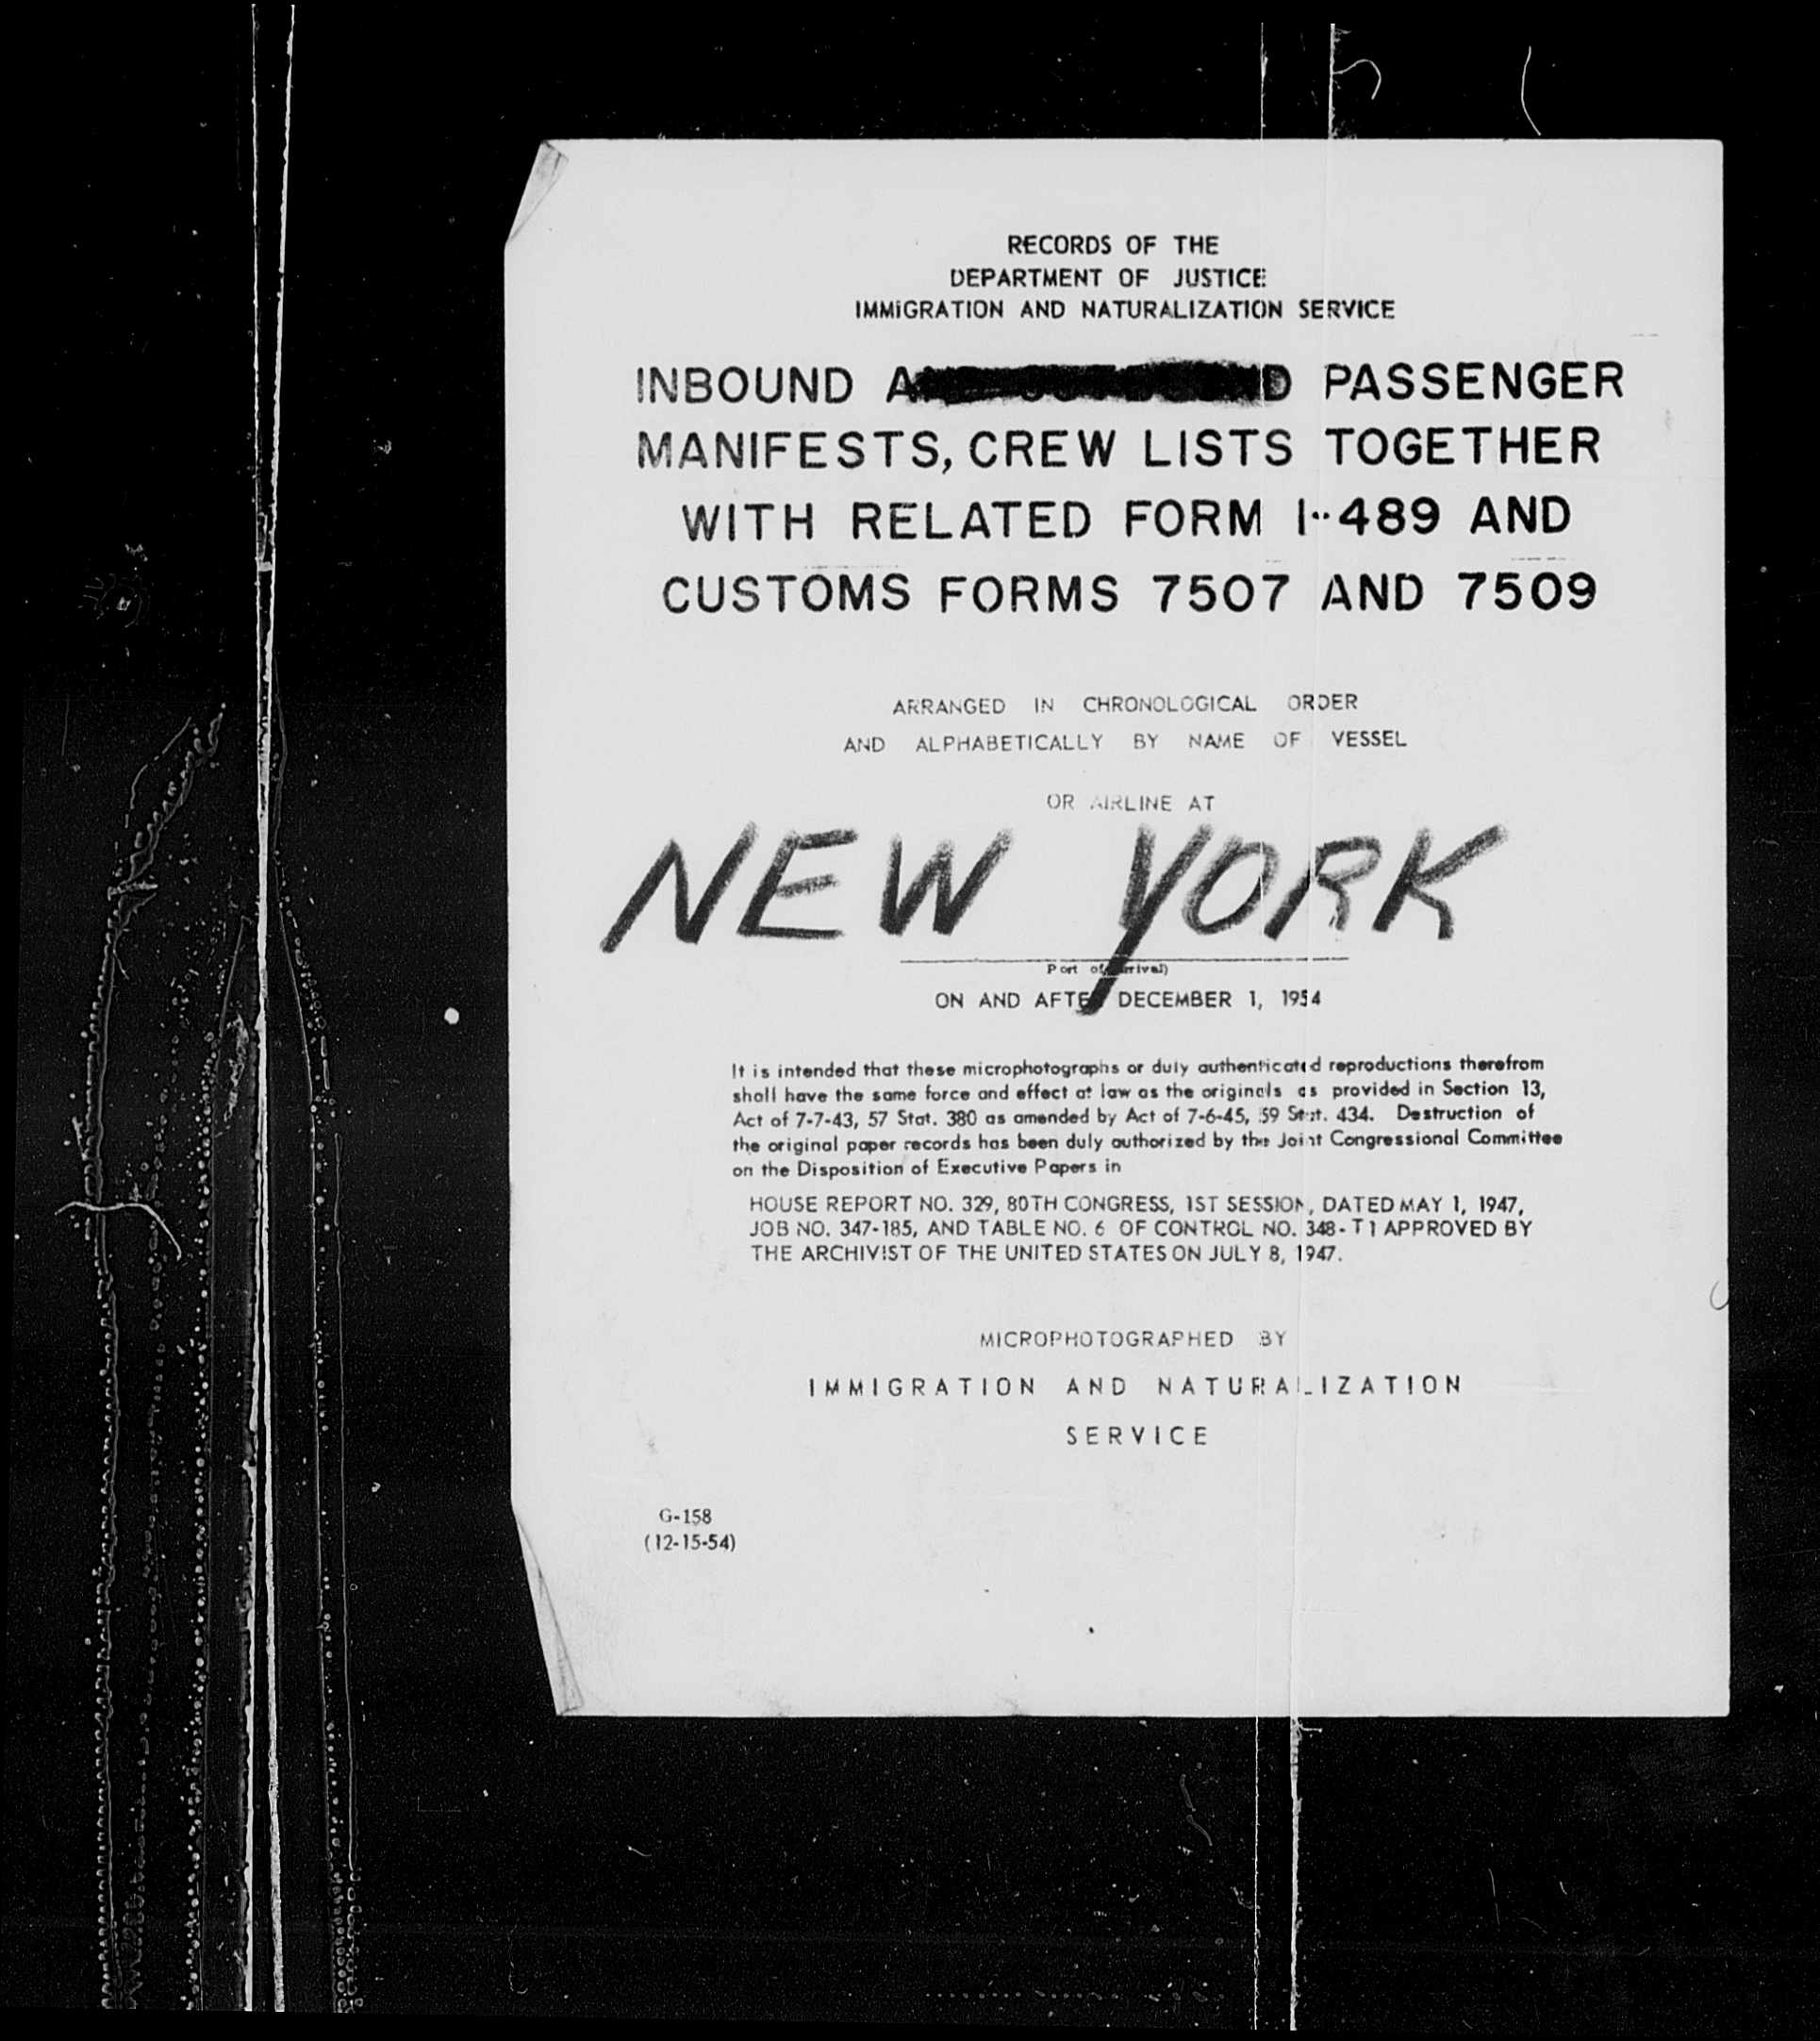 RECORDS OF THE
DEPARTMENT OF JUSTICE
IMMIGRATION AND NATURALIZATION SERVICE
INBOUND PASSENGER
MANIFESTS, CREW LISTS TOGETHER
WITH RELATED FORM I-489 AND
CUSTOMS FORMS 7507 AND 7509
ARRANGED IN CHRONOLOGICAL ORDER
AND ALPHABETICALLY BY NAME OF VESSEL
OR AIRLINE AT
NEW YORK
Port of Arrival)
ON AND AFTER DECEMBER 1, 1954
It is intended that these microphotographs or duly authenticated reproductions therefrom
shall have the same force and effect at law as the originals as provided in Section 13,
Act of 7-7-43, 57 Stat. 380 as amended by Act of 7-6-45, 59 Stat. 434. Destruction of
the original paper records has been duly authorized by the Joint Congressional Committee
on the Disposition of Executive Papers in
HOUSE REPORT NO. 329, 80TH CONGRESS, 1ST SESSION, DATED MAY 1, 1947,
JOB NO. 347-185, AND TABLE NO. 6 OF CONTROL NO. 348-T1 APPROVED BY
THE ARCHIVIST OF THE UNITED STATES ON JULY 8, 1947.
MICROPHOTOGRAPHED BY
IMMIGRATION AND NATURALIZATION
SERVICE
G-158
(12-15-54)